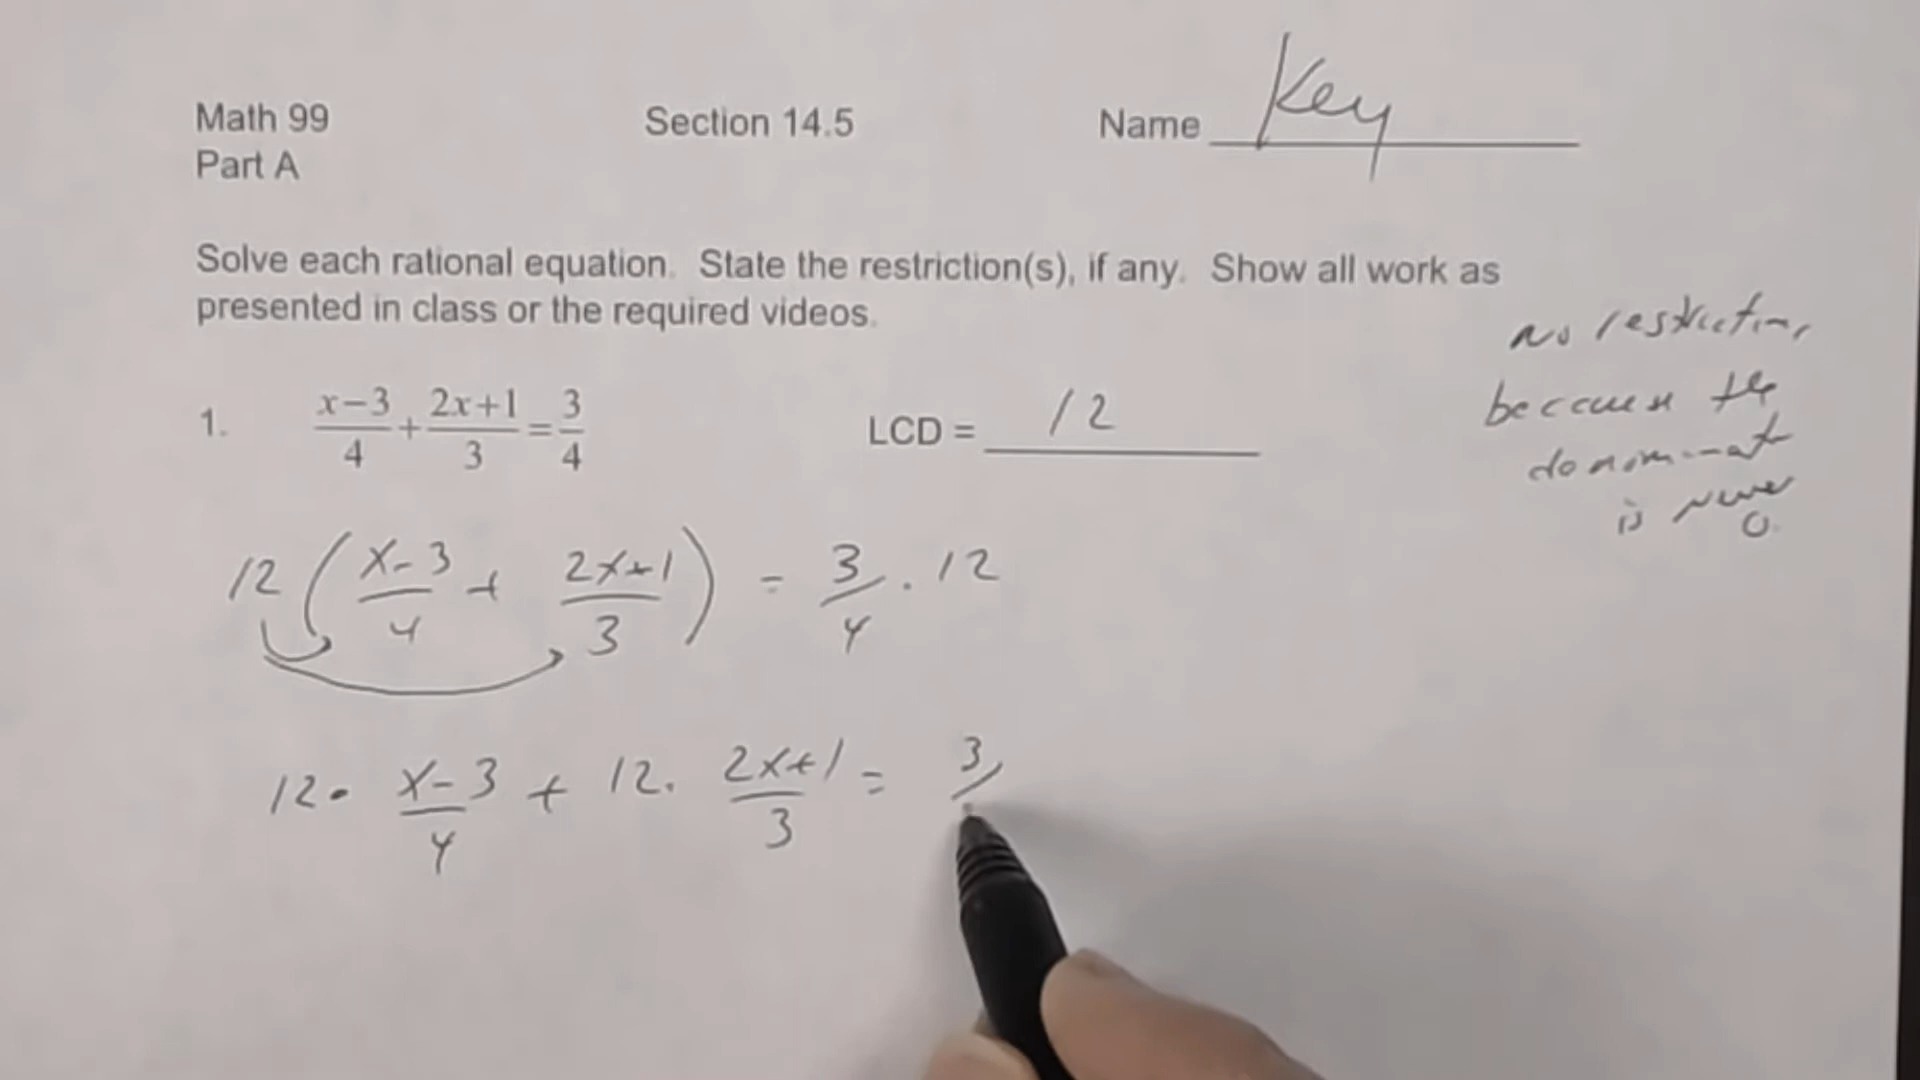 Math 99 Section 14.5 Name Key
Part A
Solve each rational equation. State the restriction(s), if any. Show all work as
presented in class or the required videos.
no restriction,
because the
donominat
is never
0.
1. x-3/4 + 2x+1/3 = 3/4 LCD = 12
12 ( x-3/4 + 2x+1/3 ) = 3/4 · 12
12 · x-3/4 + 12 · 2x+1/3 = 3/